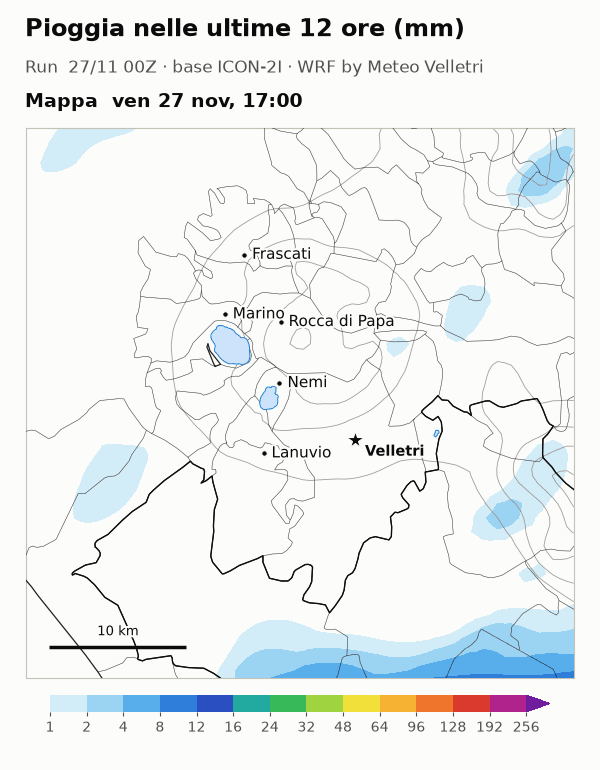 Pioggia nelle ultime 12 ore (mm)
Run  27/11 00Z · base ICON-2I · WRF by Meteo Velletri
Mappa  ven 27 nov, 17:00
Frascati
Marino
Rocca di Papa
Nemi
Velletri
Lanuvio
10 km
1 2 4 8 12 16 24 32 48 64 96 128 192 256